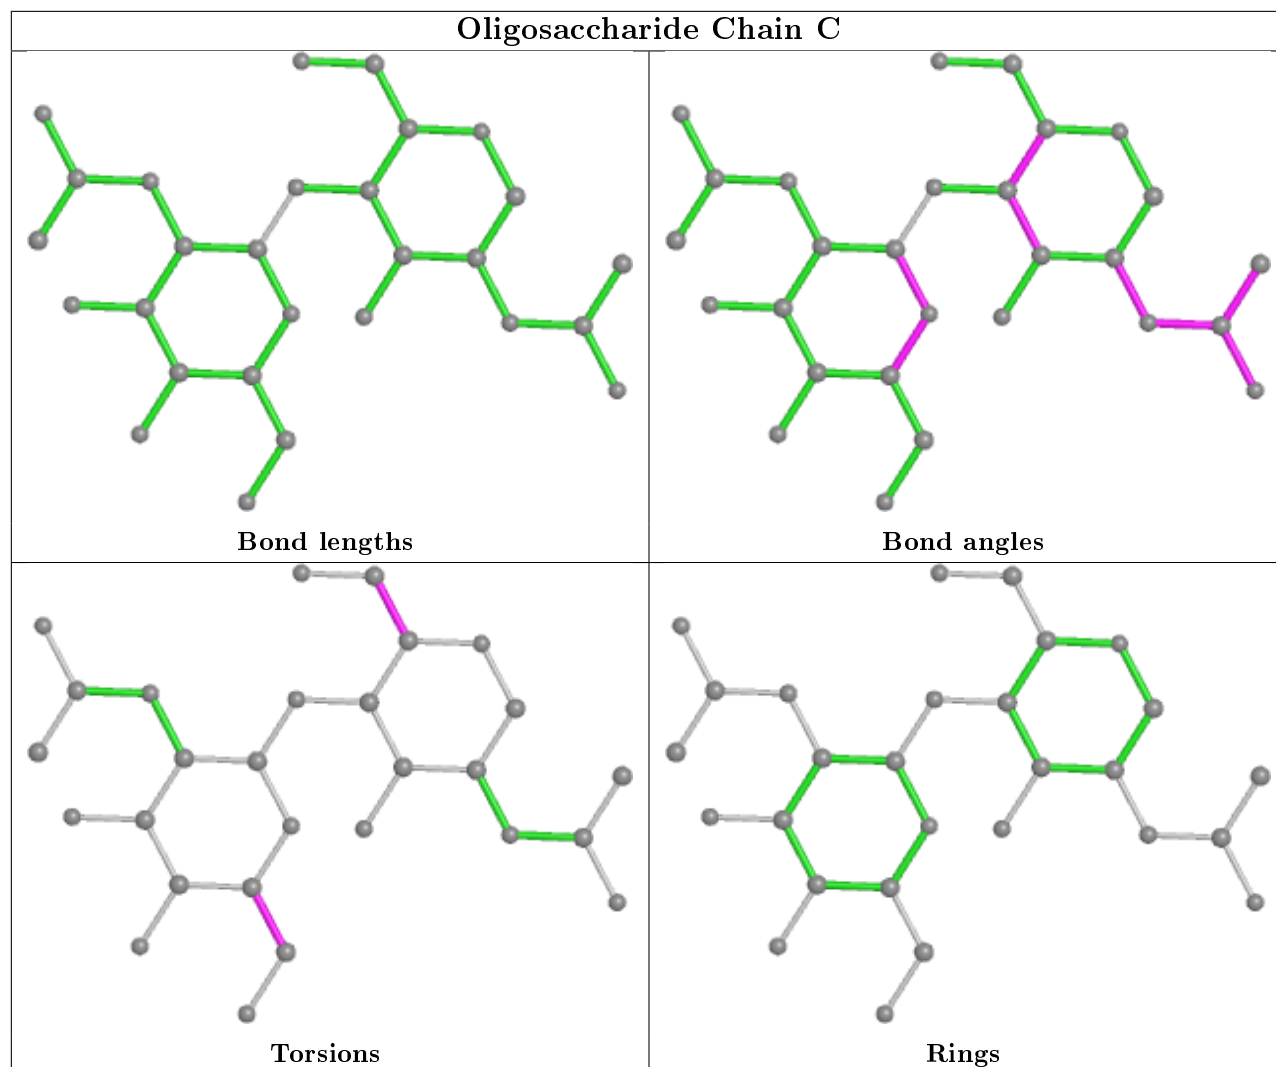 Oligosaccharide Chain C
Bond lengths
Bond angles
Torsions
Rings